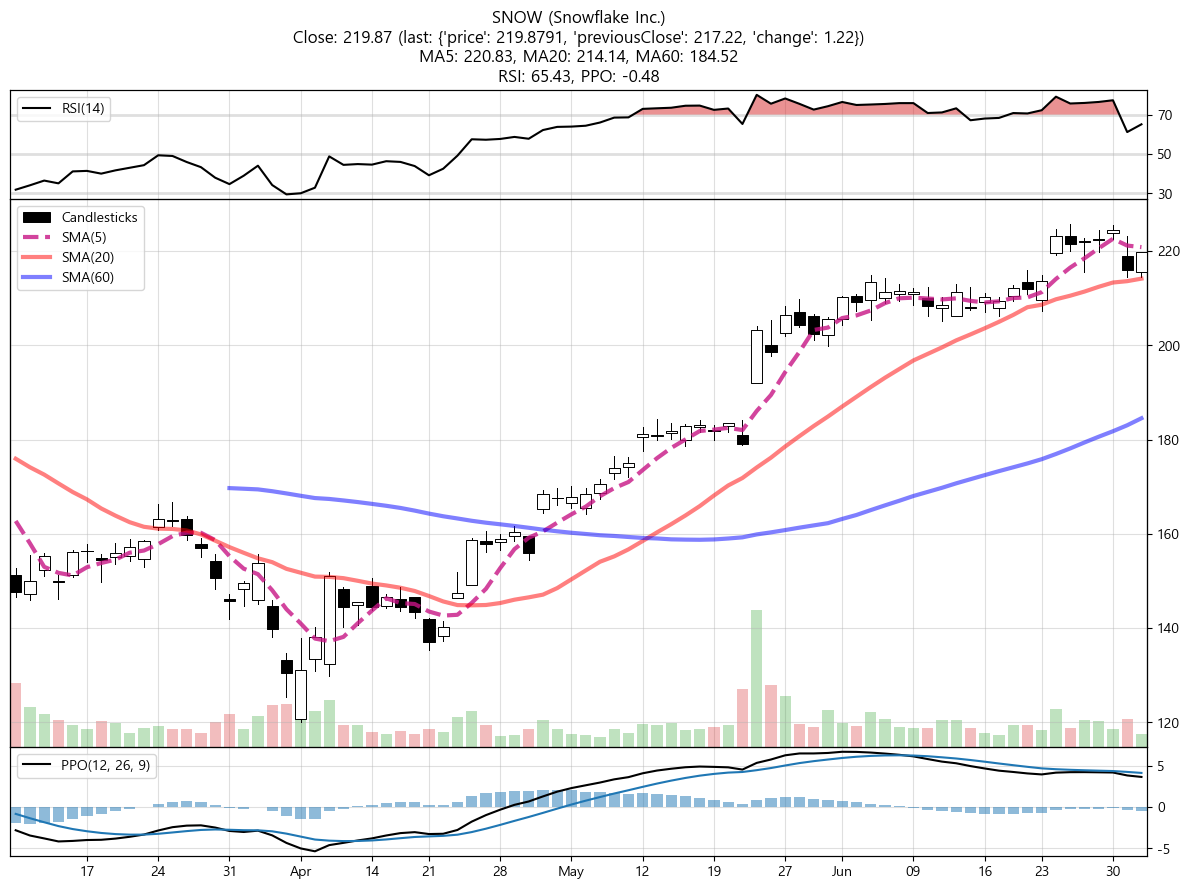 SNOW (Snowflake Inc.)
Close: 219.87 (last: {'price': 219.8791, 'previousClose': 217.22, 'change': 1.22})
MA5: 220.83, MA20: 214.14, MA60: 184.52
RSI: 65.43, PPO: -0.48
RSI(14)
70
50
30
Candlesticks
SMA(5)
SMA(20)
SMA(60)
220
200
180
160
140
120
PPO(12, 26, 9)
5
0
-5
17 24 31 Apr 14 21 28 May 12 19 27 Jun 09 16 23 30